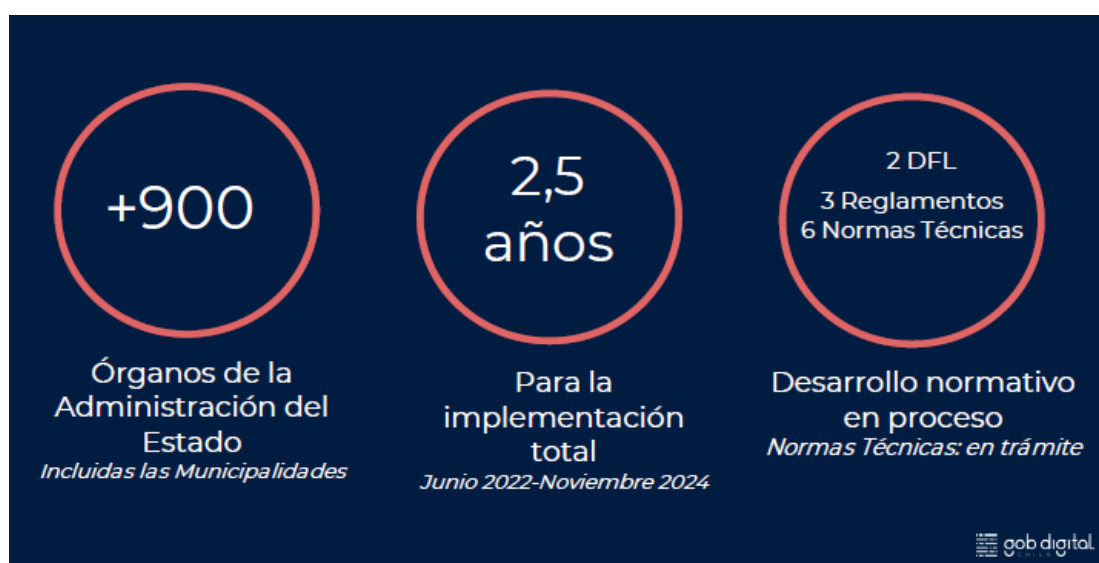 +900
Órganos de la
Administración del
Estado
Incluidas las Municipalidades
2,5
años
Para la
implementación
total
Junio 2022-Noviembre 2024
2 DFL
3 Reglamentos
6 Normas Técnicas
Desarrollo normativo
en proceso
Normas Técnicas: en trámite
gob digital
CHILE